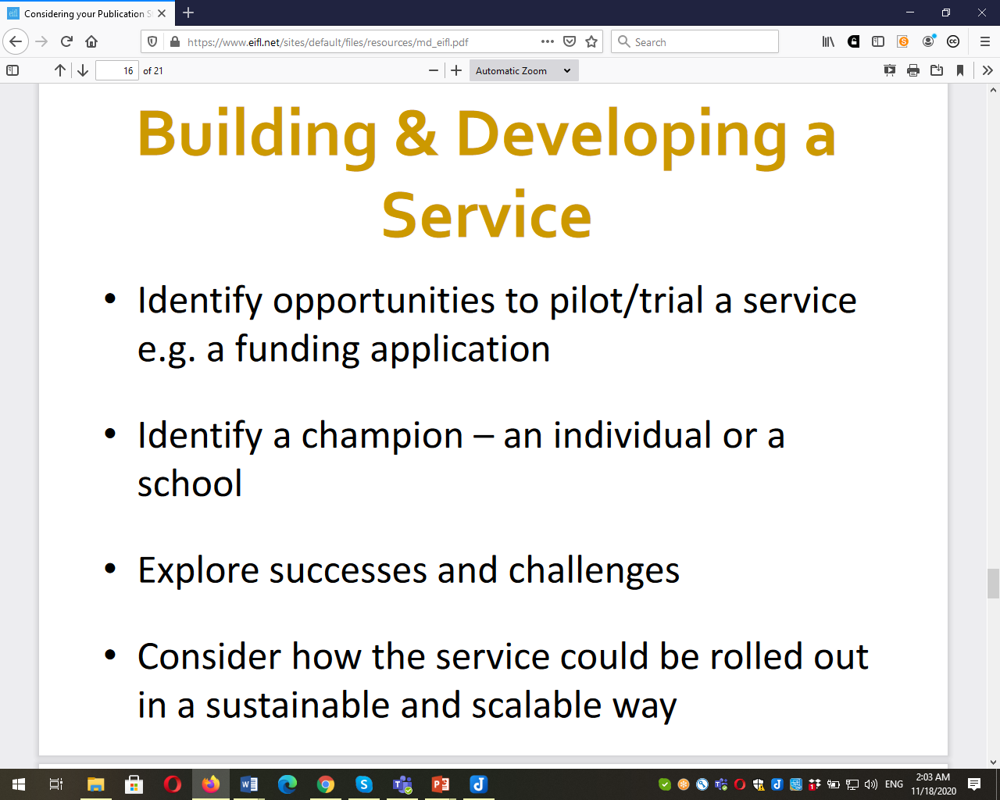 Considering your Publication S
https://www.eifl.net/sites/default/files/resources/md_eifl.pdf
Search
16 of 21
Automatic Zoom
Building & Developing a
Service
• Identify opportunities to pilot/trial a service
e.g. a funding application
• Identify a champion – an individual or a
school
• Explore successes and challenges
• Consider how the service could be rolled out
in a sustainable and scalable way
ENG
2:03 AM
11/18/2020